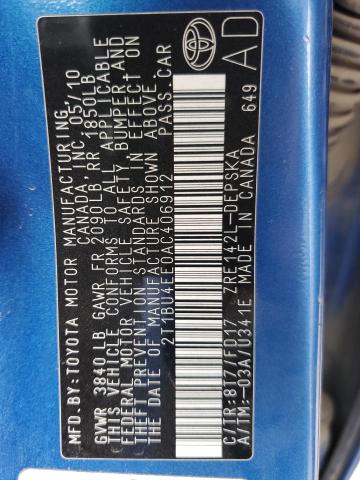 MFD.BY:TOYOTA MOTOR MANUFACTURING,
CANADA, INC. 05/10
GVWR 3840 LB GAWR FR 2090LB RR 1850LB
THIS VEHICLE CONFORMS TO ALL APPLICABLE
FEDERAL MOTOR VEHICLE SAFETY, BUMPER, AND
THEFT PREVENTION STANDARDS IN EFFECT ON
THE DATE OF MANUFACTURE SHOWN ABOVE.
2T1BU4EE0AC406912 PASS.CAR
C/TR:8T7/FD17 ZRE142L-DEPSKA
A/TM:-03A/U341E MADE IN CANADA 649
AD